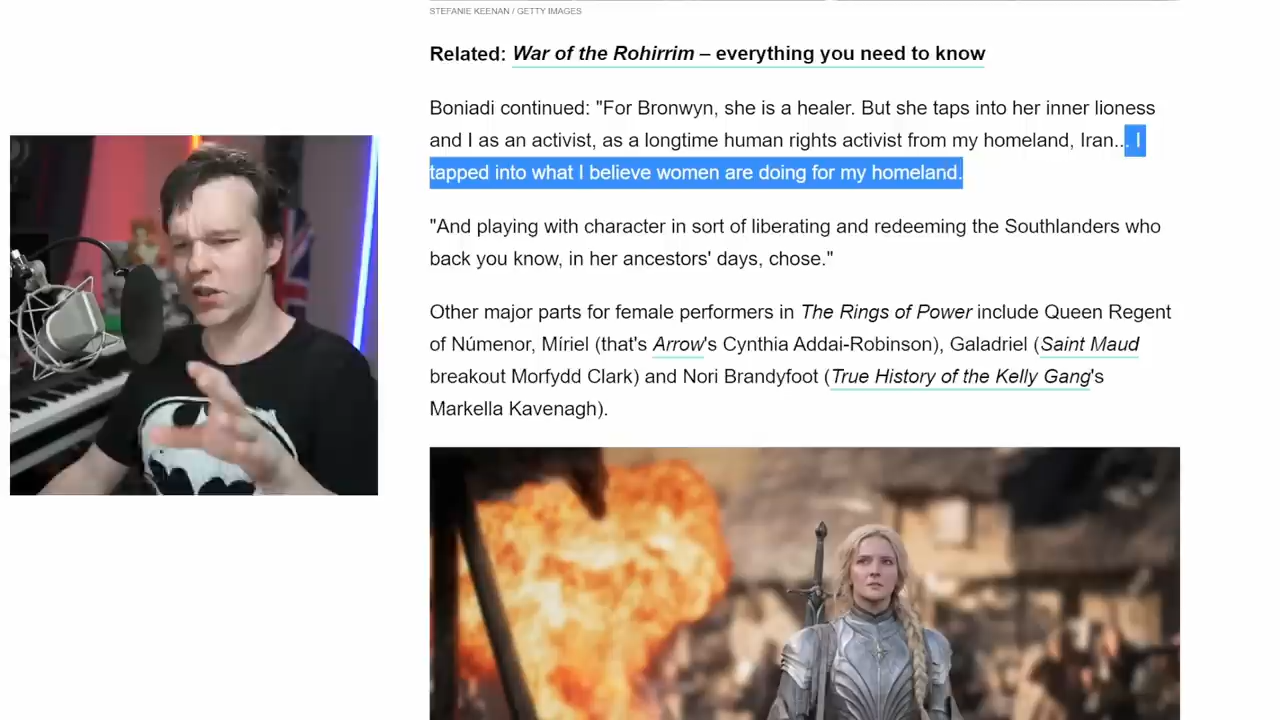 STEFANIE KEENAN / GETTY IMAGES
Related: War of the Rohirrim – everything you need to know
Boniadi continued: "For Bronwyn, she is a healer. But she taps into her inner lioness
and I as an activist, as a longtime human rights activist from my homeland, Iran... I
tapped into what I believe women are doing for my homeland.
"And playing with character in sort of liberating and redeeming the Southlanders who
back you know, in her ancestors' days, chose."
Other major parts for female performers in The Rings of Power include Queen Regent
of Númenor, Míriel (that's Arrow's Cynthia Addai-Robinson), Galadriel (Saint Maud
breakout Morfydd Clark) and Nori Brandyfoot (True History of the Kelly Gang's
Markella Kavenagh).